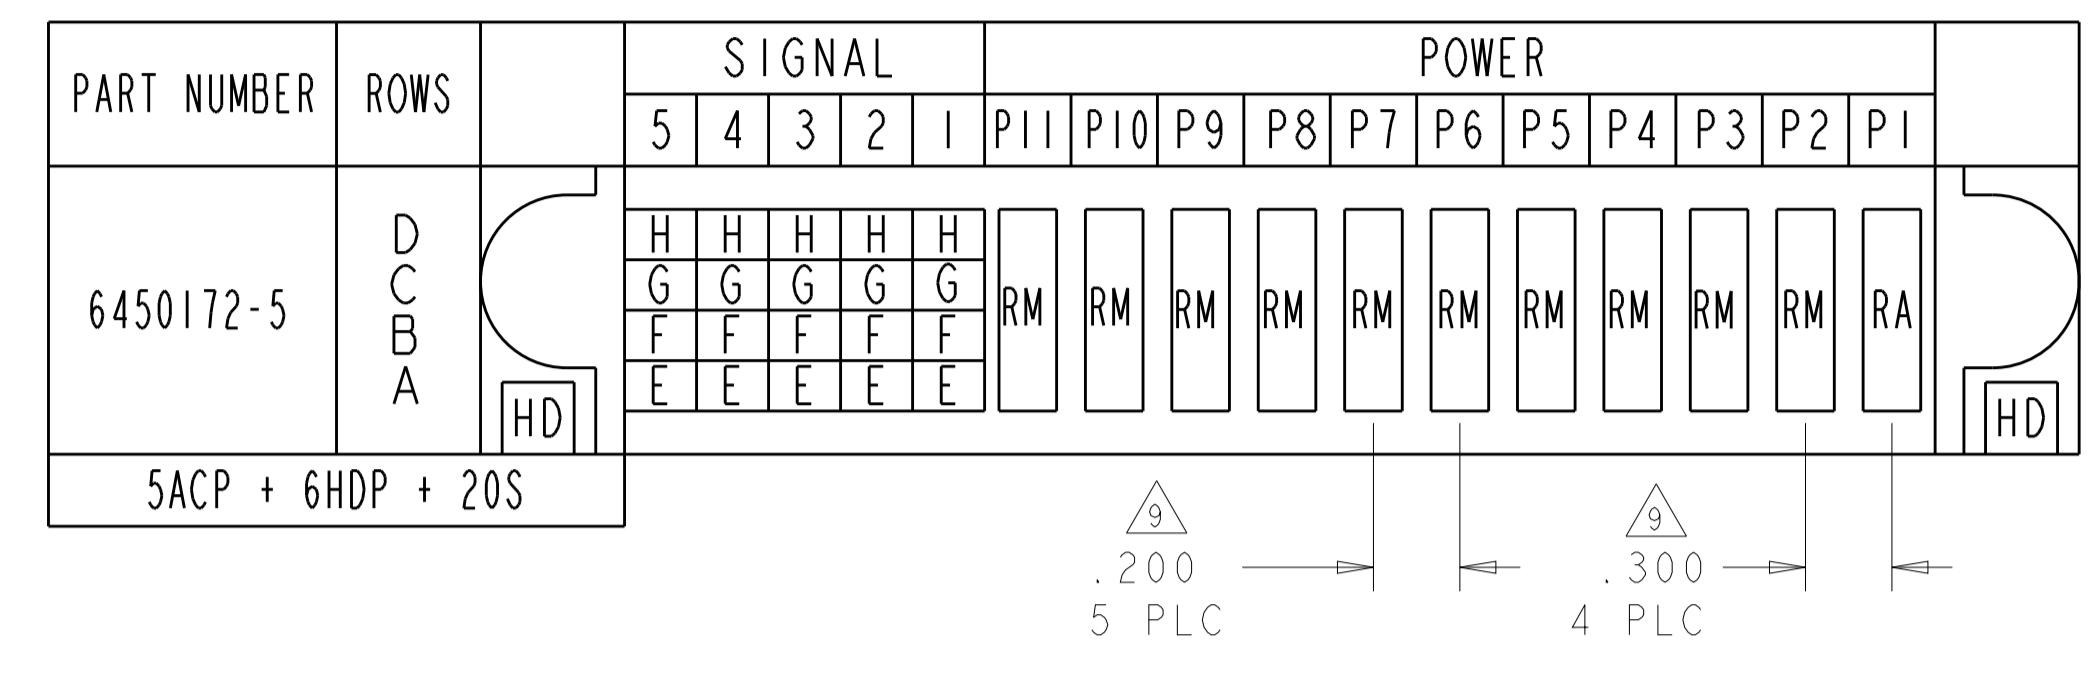 PART NUMBER ROWS SIGNAL POWER
5 4 3 2 1 P11 P10 P9 P8 P7 P6 P5 P4 P3 P2 P1
6450172-5
D H H H H H
C G G G G G
B F F F F F
A E E E E E
RM RM RM RM RM RM RM RM RM RM RA
HD HD
5ACP + 6HDP + 20S
9 9
.200 .300
5 PLC 4 PLC